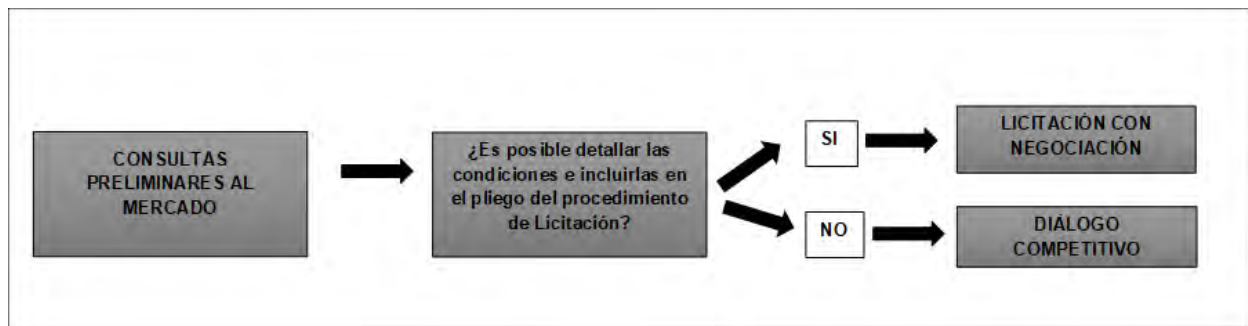 CONSULTAS
PRELIMINARES AL
MERCADO
¿Es posible detallar las
condiciones e incluirlas en
el pliego del procedimiento
de Licitación?
SI
LICITACIÓN CON
NEGOCIACIÓN
NO
DIÁLOGO
COMPETITIVO